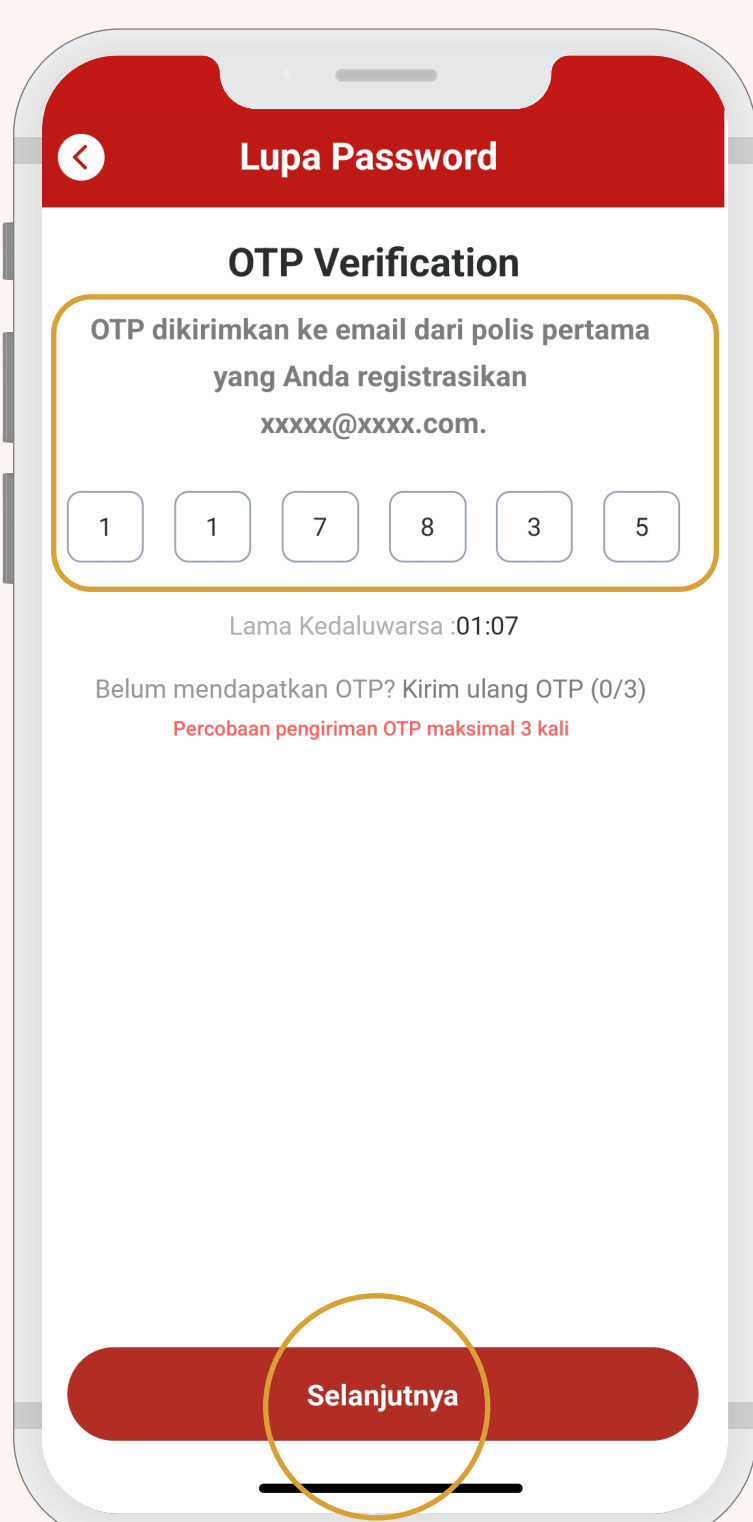 Lupa Password
OTP Verification
OTP dikirimkan ke email dari polis pertama
yang Anda registrasikan
xxxxx@xxxx.com.
1 1 7 8 3 5
Lama Kedaluwarsa :01:07
Belum mendapatkan OTP? Kirim ulang OTP (0/3)
Percobaan pengiriman OTP maksimal 3 kali
Selanjutnya